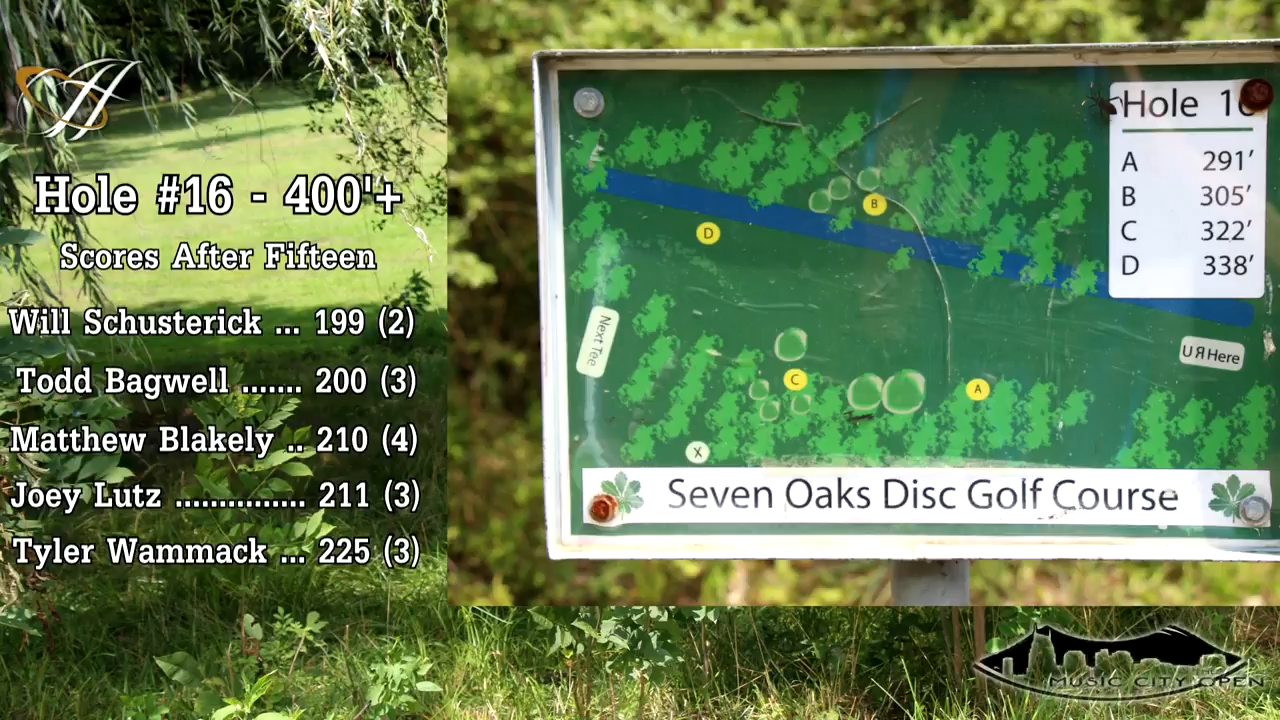 H
Hole #16 - 400'+
Scores After Fifteen
Will Schusterick ... 199 (2)
Todd Bagwell ....... 200 (3)
Matthew Blakely .. 210 (4)
Joey Lutz ............... 211 (3)
Tyler Wammack ... 225 (3)
Hole 16
A 291'
B 305'
C 322'
D 338'
D
B
C
A
X
Next Tee
U Я Here
Seven Oaks Disc Golf Course
MUSIC CITY OPEN